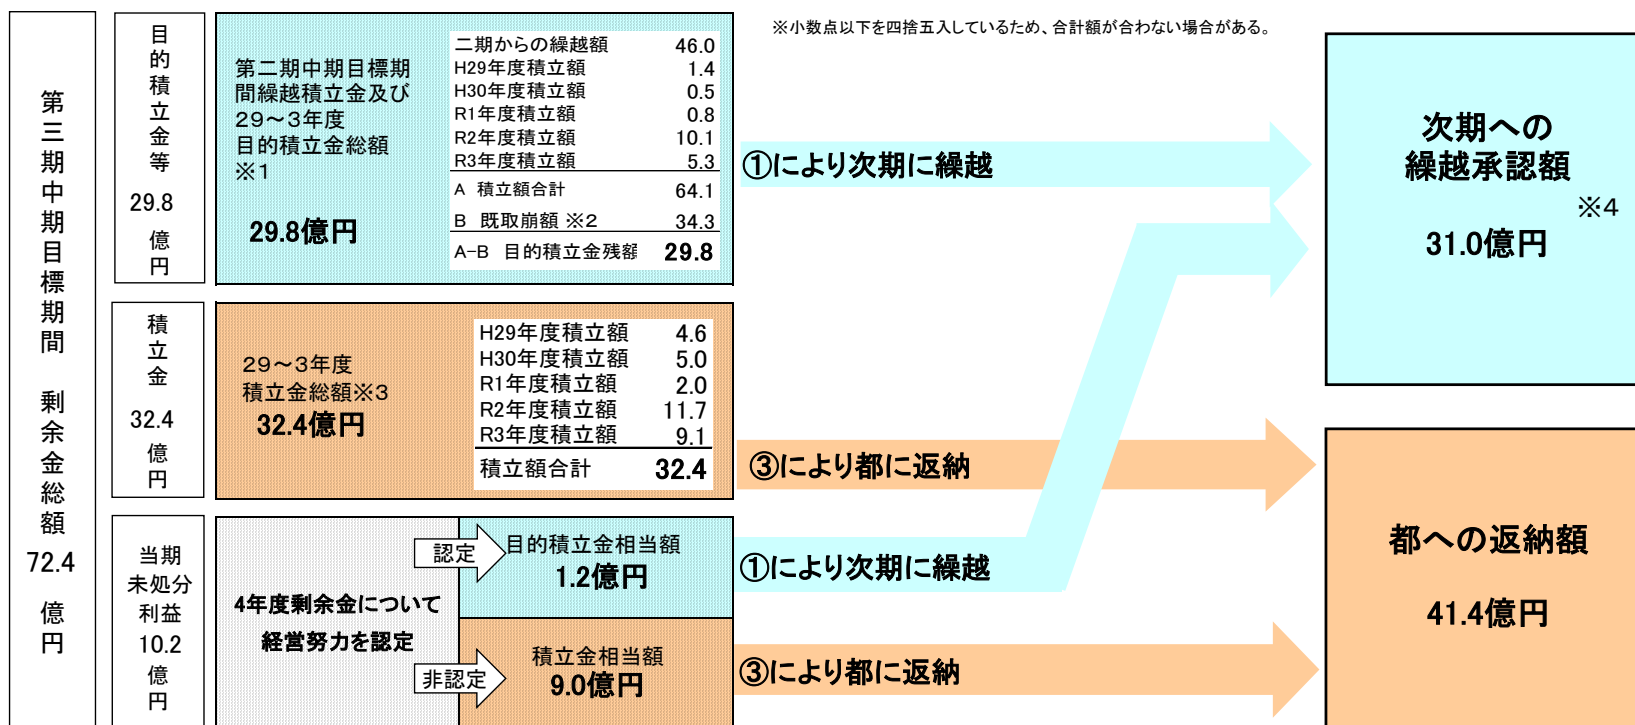 ※小数点以下を四捨五入しているため、合計額が合わない場合がある。
第三期中期目標期間 剰余金総額
72.4
億円
目的積立金等
29.8
億円
第二期中期目標期
間繰越積立金及び
29～3年度
目的積立金総額
※1
29.8億円
二期からの繰越額 46.0
H29年度積立額 1.4
H30年度積立額 0.5
R1年度積立額 0.8
R2年度積立額 10.1
R3年度積立額 5.3
A 積立額合計 64.1
B 既取崩額 ※2 34.3
A-B 目的積立金残額 29.8
①により次期に繰越
次期への
繰越承認額
※4
31.0億円
積立金
32.4
億円
29～3年度
積立金総額※3
32.4億円
H29年度積立額 4.6
H30年度積立額 5.0
R1年度積立額 2.0
R2年度積立額 11.7
R3年度積立額 9.1
積立額合計 32.4
③により都に返納
当期
未処分
利益
10.2
億
円
4年度剰余金について
経営努力を認定
認定
目的積立金相当額
1.2億円
①により次期に繰越
非認定
積立金相当額
9.0億円
③により都に返納
都への返納額
41.4億円